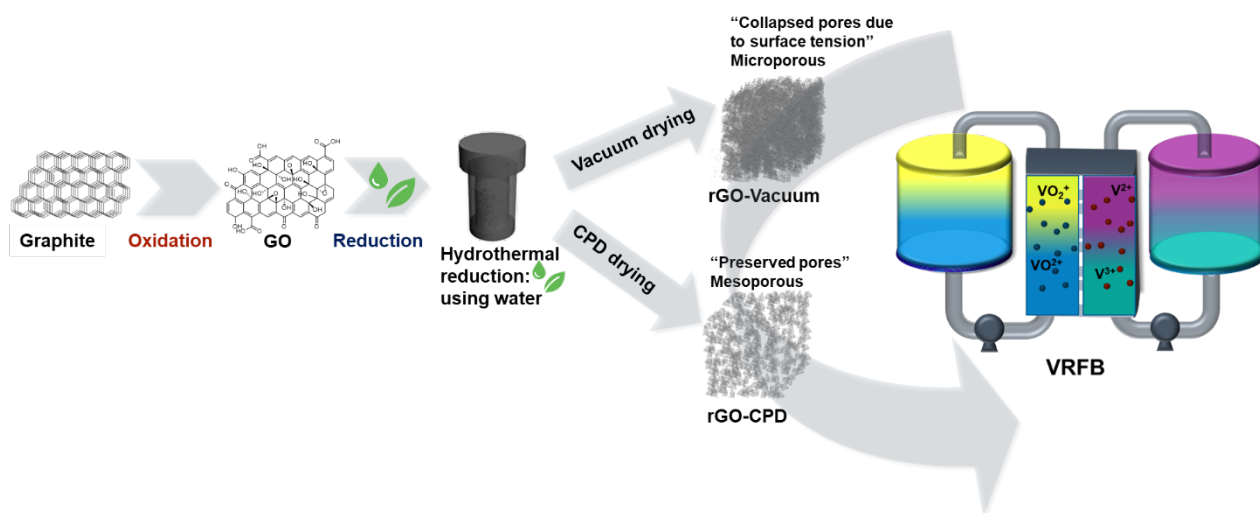 Graphite
Oxidation
GO
Reduction
Hydrothermal
reduction:
using water
Vacuum drying
CPD drying
“Collapsed pores due
to surface tension”
Microporous
rGO-Vacuum
“Preserved pores”
Mesoporous
rGO-CPD
VO₂⁺
V²⁺
VO²⁺
V³⁺
VRFB